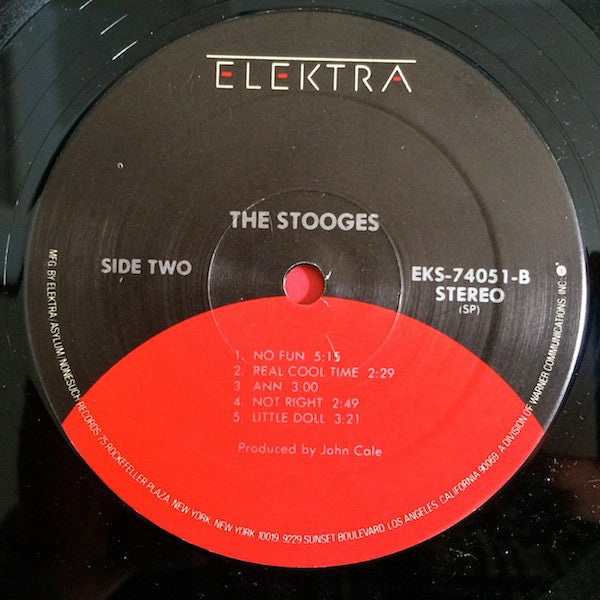 ELEKTRA
THE STOOGES
SIDE TWO
EKS-74051-B
STEREO
(SP)
1. NO FUN 5:15
2. REAL COOL TIME 2:29
3. ANN 3:00
4. NOT RIGHT 2:49
5. LITTLE DOLL 3:21
Produced by John Cale
MFG. BY ELEKTRA/ASYLUM/NONESUCH RECORDS, 75 ROCKEFELLER PLAZA, NEW YORK, NEW YORK 10019 9229 SUNSET BOULEVARD, LOS ANGELES, CALIFORNIA 90069 A DIVISION OF WARNER COMMUNICATIONS, INC.